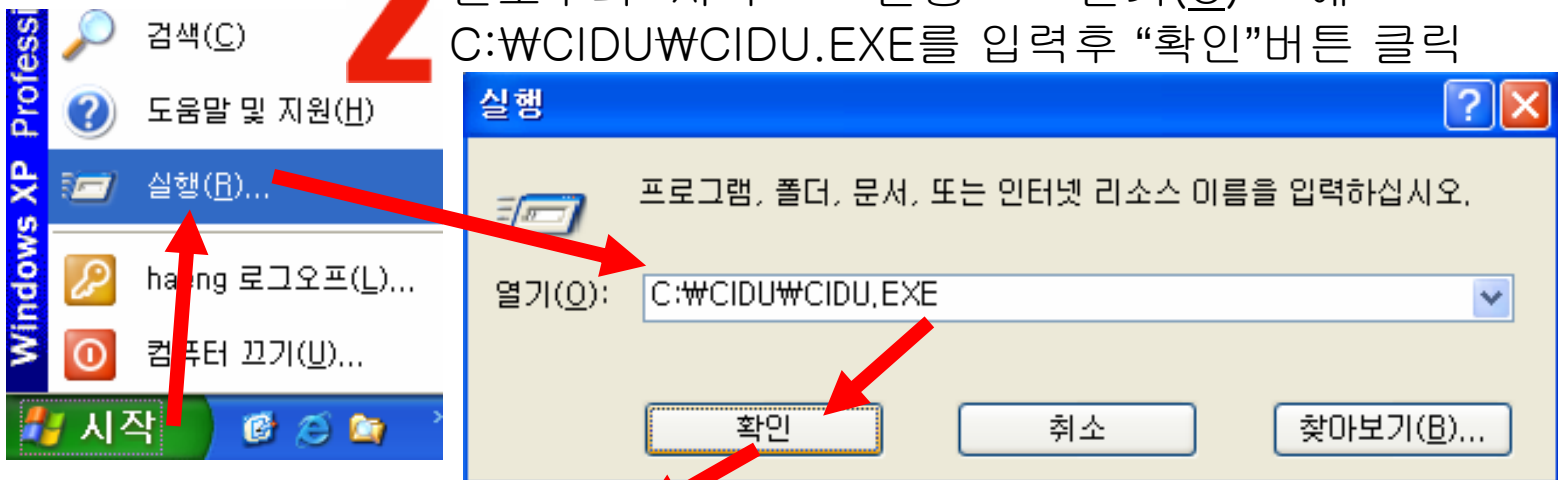 2
C:₩CIDU₩CIDU.EXE를 입력후 “확인”버튼 클릭
Windows XP Professi
검색(C)
도움말 및 지원(H)
실행(R)...
haeng 로그오프(L)...
컴퓨터 끄기(U)...
시작
실행
프로그램, 폴더, 문서, 또는 인터넷 리소스 이름을 입력하십시오.
열기(O):
C:₩CIDU₩CIDU.EXE
확인
취소
찾아보기(B)...